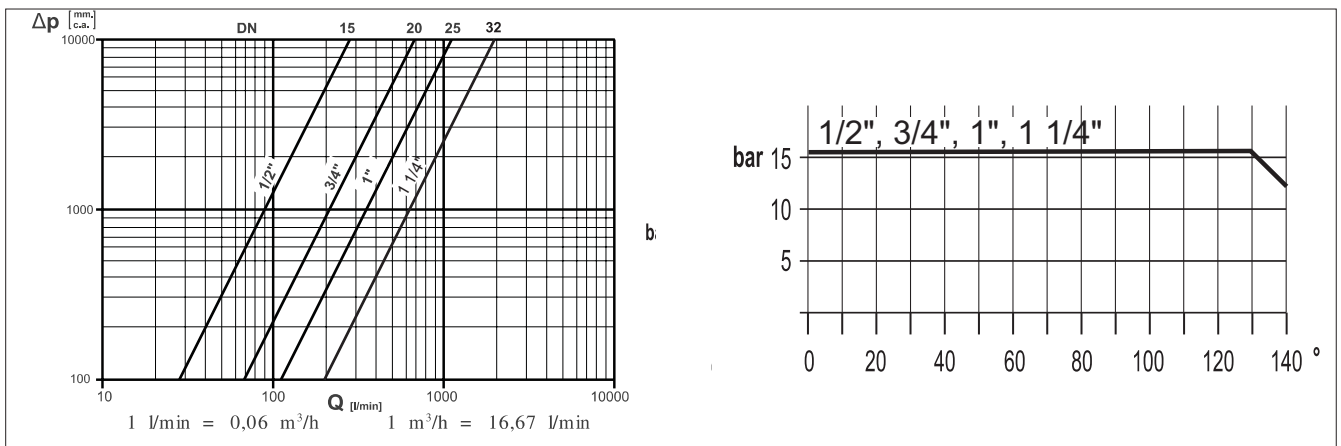 Δp [mm. c.a.]
DN 15 20 25 32
10000
1/2" 3/4" 1" 1 1/4"
1000
100
10 100 1000 10000
Q [l/min]
1 l/min = 0,06 m³/h 1 m³/h = 16,67 l/min
b
1/2", 3/4", 1", 1 1/4"
bar 15
10
5
0 20 40 60 80 100 120 140 °